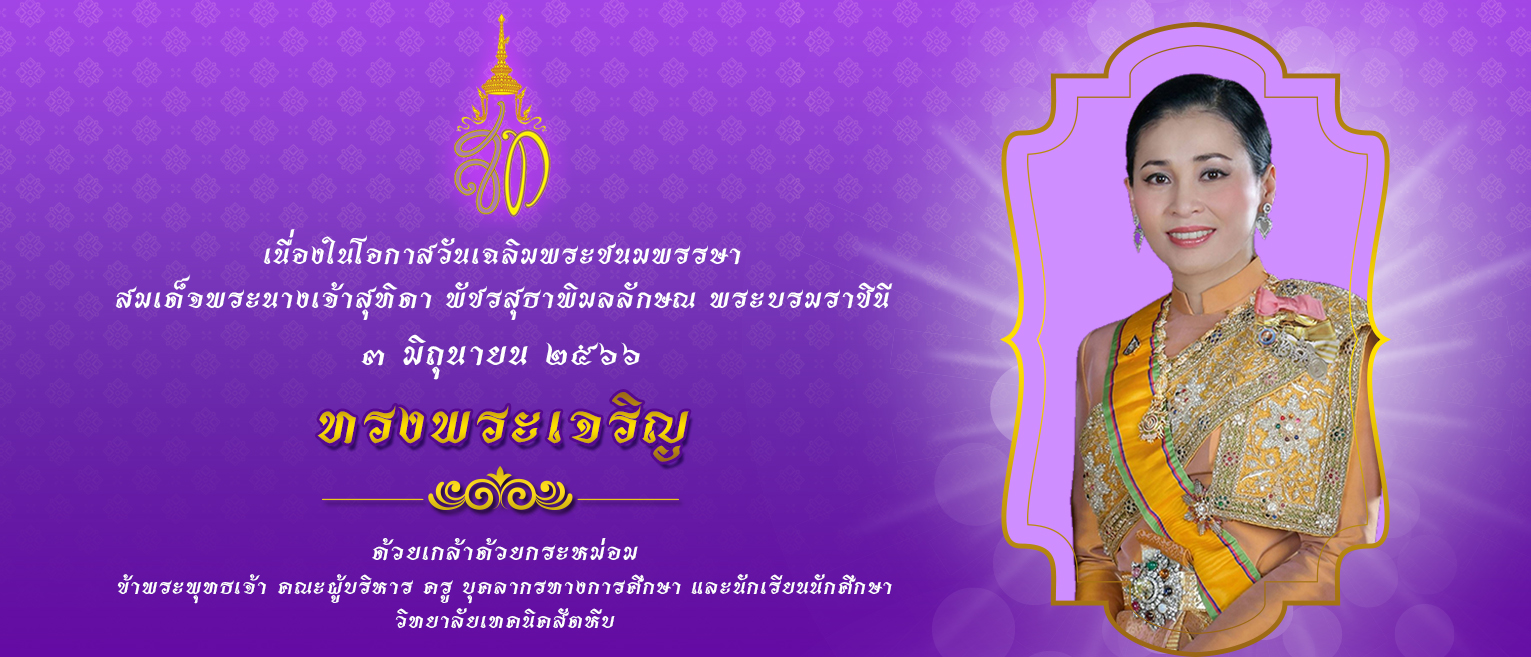 สท
เนื่องในโอกาสวันเฉลิมพระชนมพรรษา
สมเด็จพระนางเจ้าสุทิดา พัชรสุธาพิมลลักษณ พระบรมราชินี
๓ มิถุนายน ๒๕๖๖
ทรงพระเจริญ
ด้วยเกล้าด้วยกระหม่อม
ข้าพระพุทธเจ้า คณะผู้บริหาร ครู บุคลากรทางการศึกษา และนักเรียนนักศึกษา
วิทยาลัยเทคนิคสัตหีบ